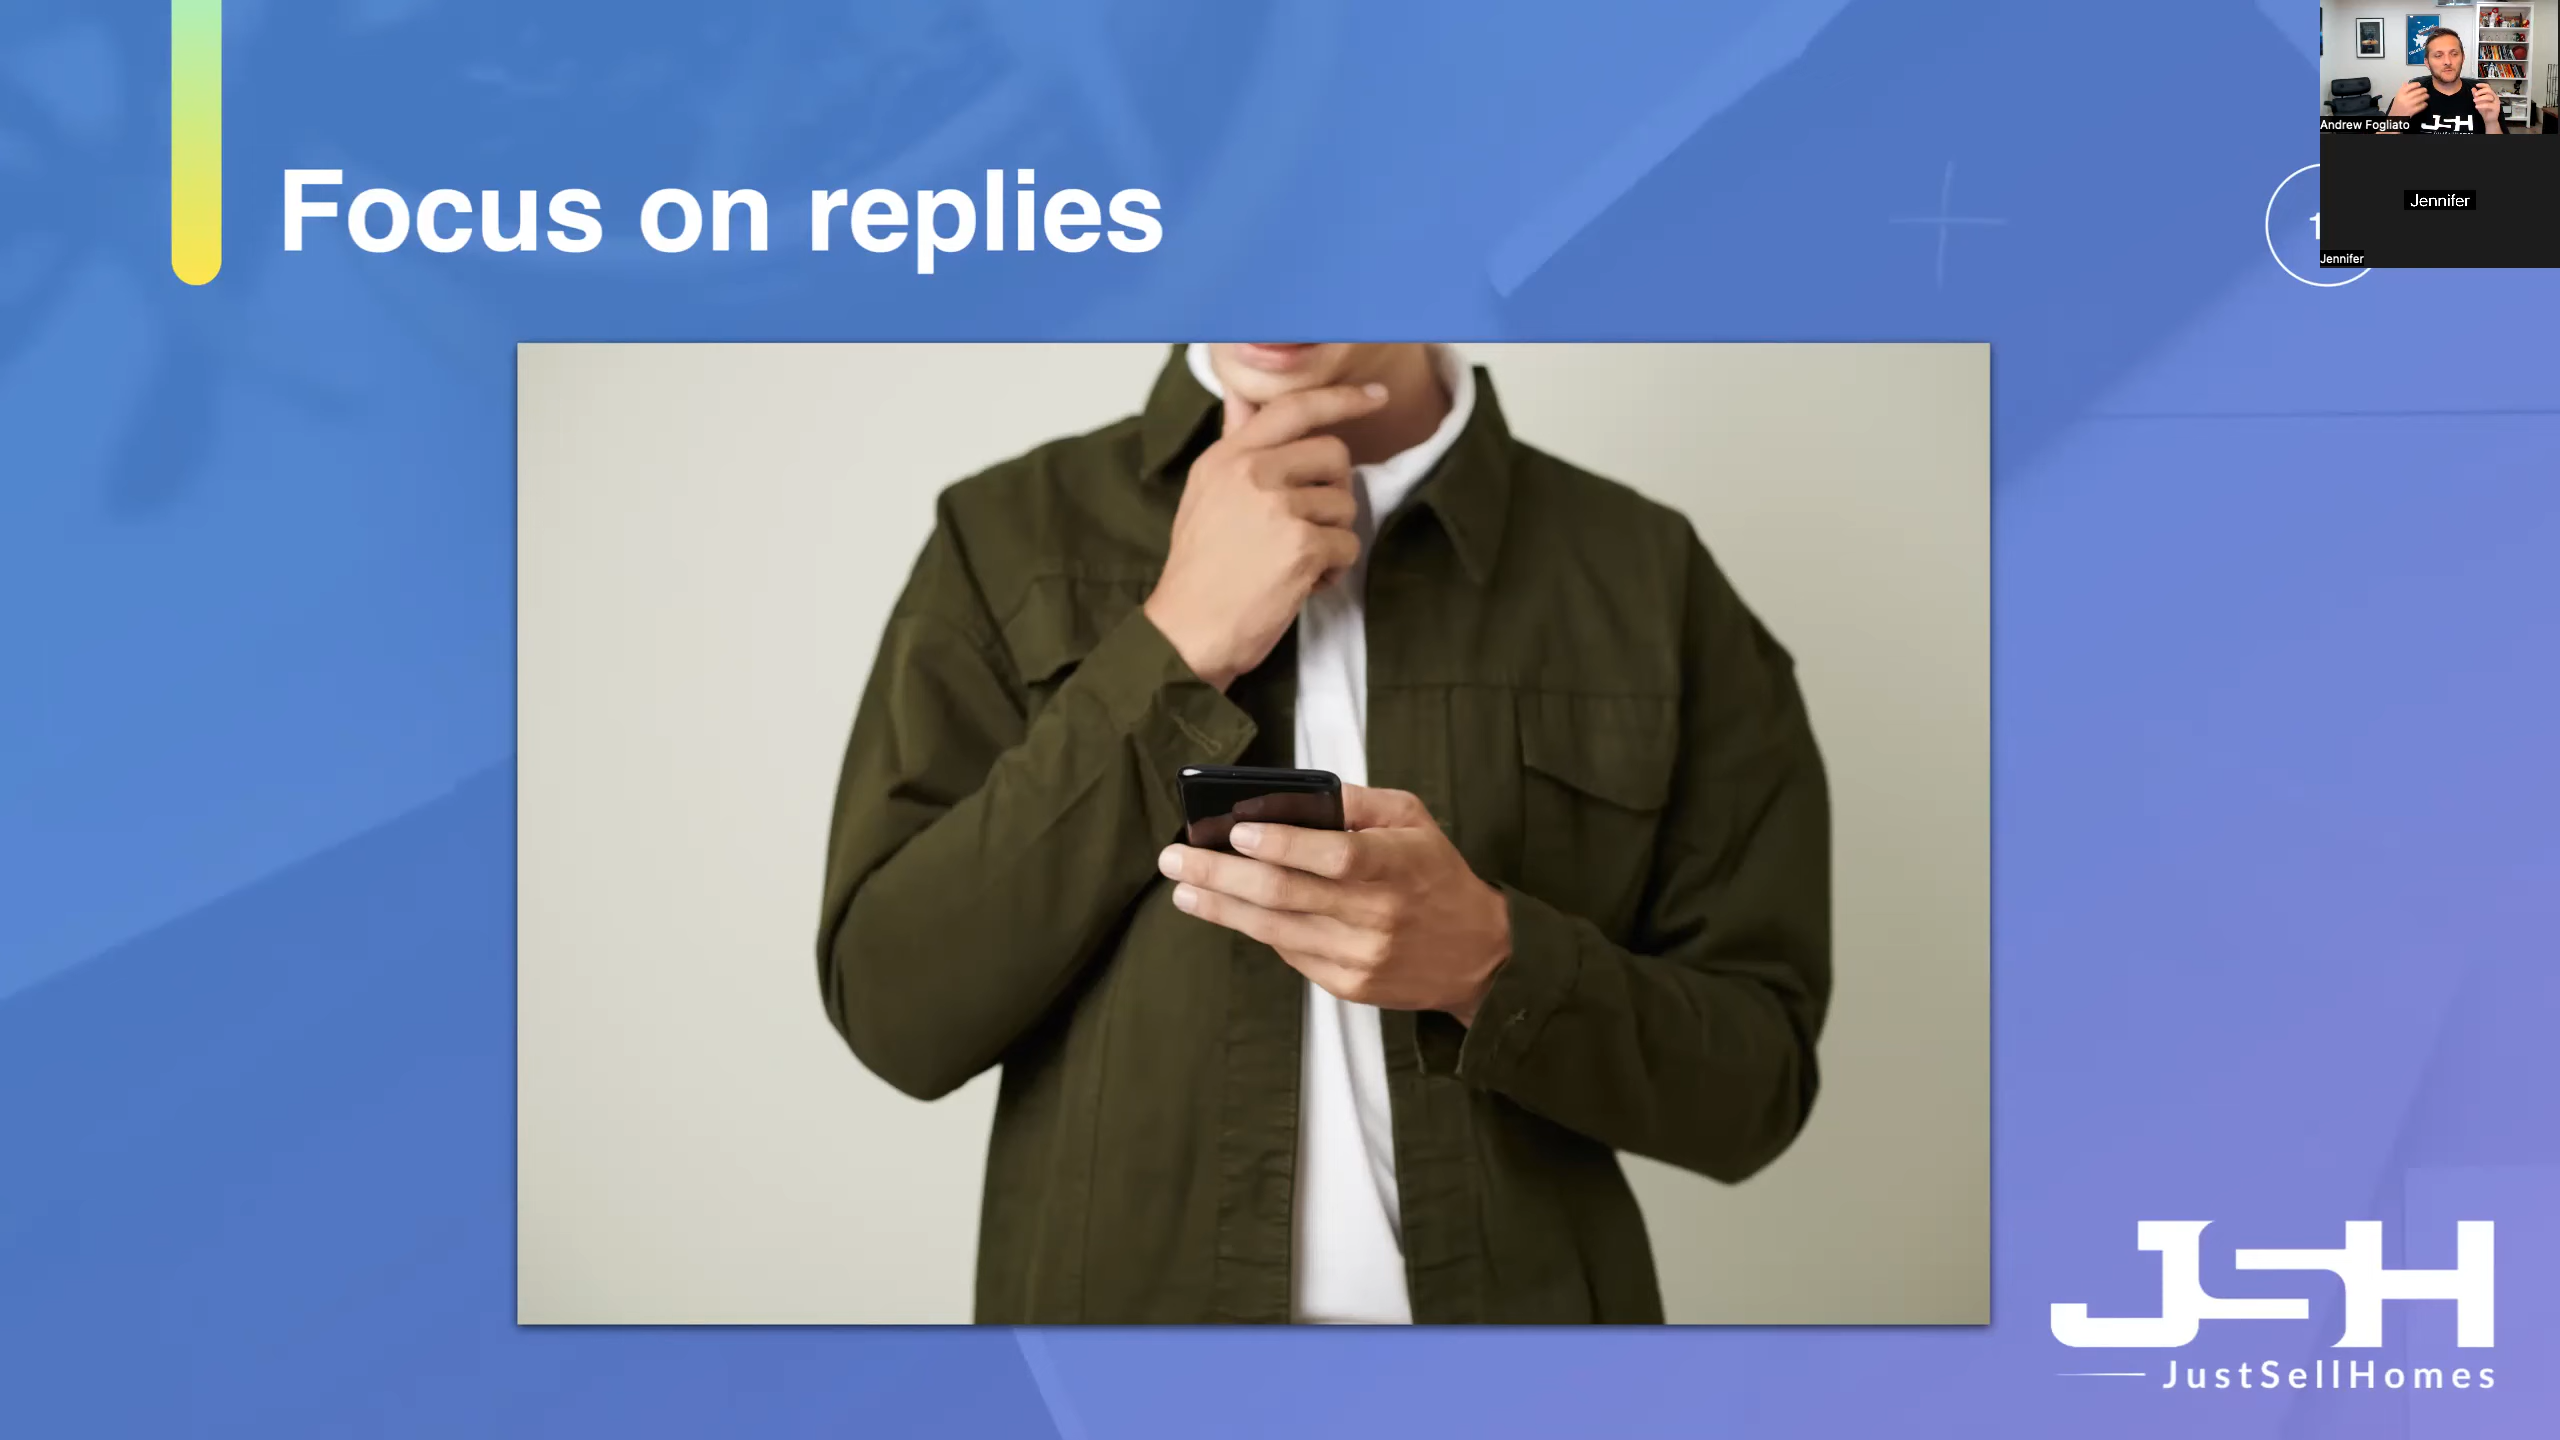 Focus on replies
Andrew Fogliato
JSH
Jennifer
Jennifer
JSH
JustSellHomes